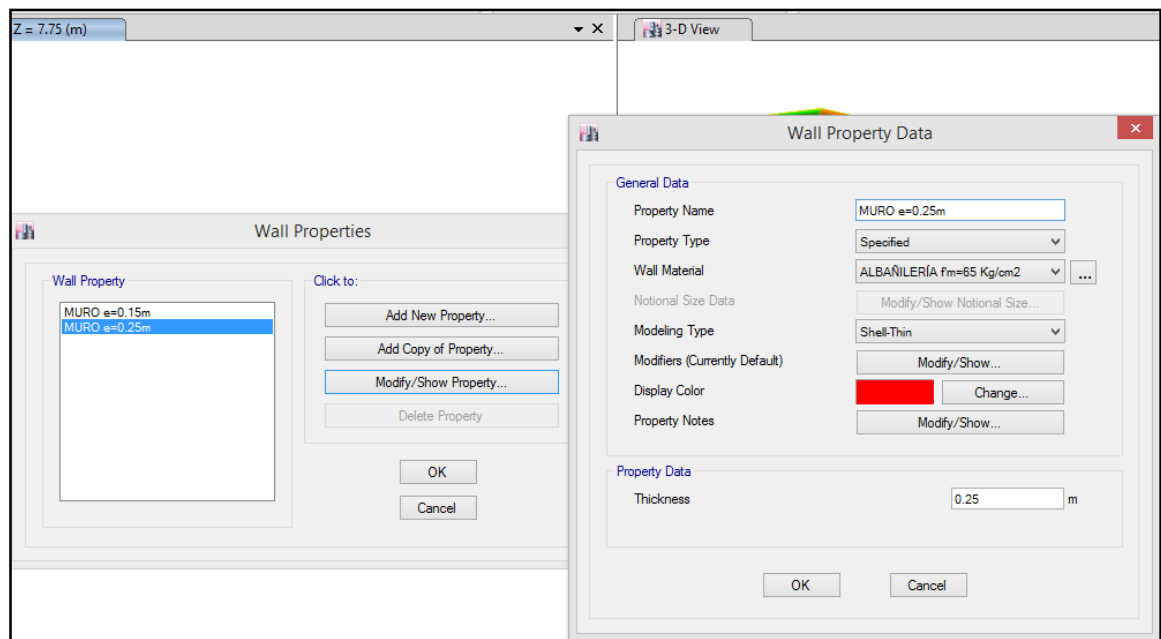 Z = 7.75 (m)
3-D View
Wall Properties
Wall Property
MURO e=0.15m
MURO e=0.25m
Click to:
Add New Property...
Add Copy of Property...
Modify/Show Property...
Delete Property
OK
Cancel
Wall Property Data
General Data
Property Name MURO e=0.25m
Property Type Specified
Wall Material ALBAÑILERÍA f'm=65 Kg/cm2 ...
Notional Size Data Modify/Show Notional Size...
Modeling Type Shell-Thin
Modifiers (Currently Default) Modify/Show...
Display Color Change...
Property Notes Modify/Show...
Property Data
Thickness 0.25 m
OK Cancel